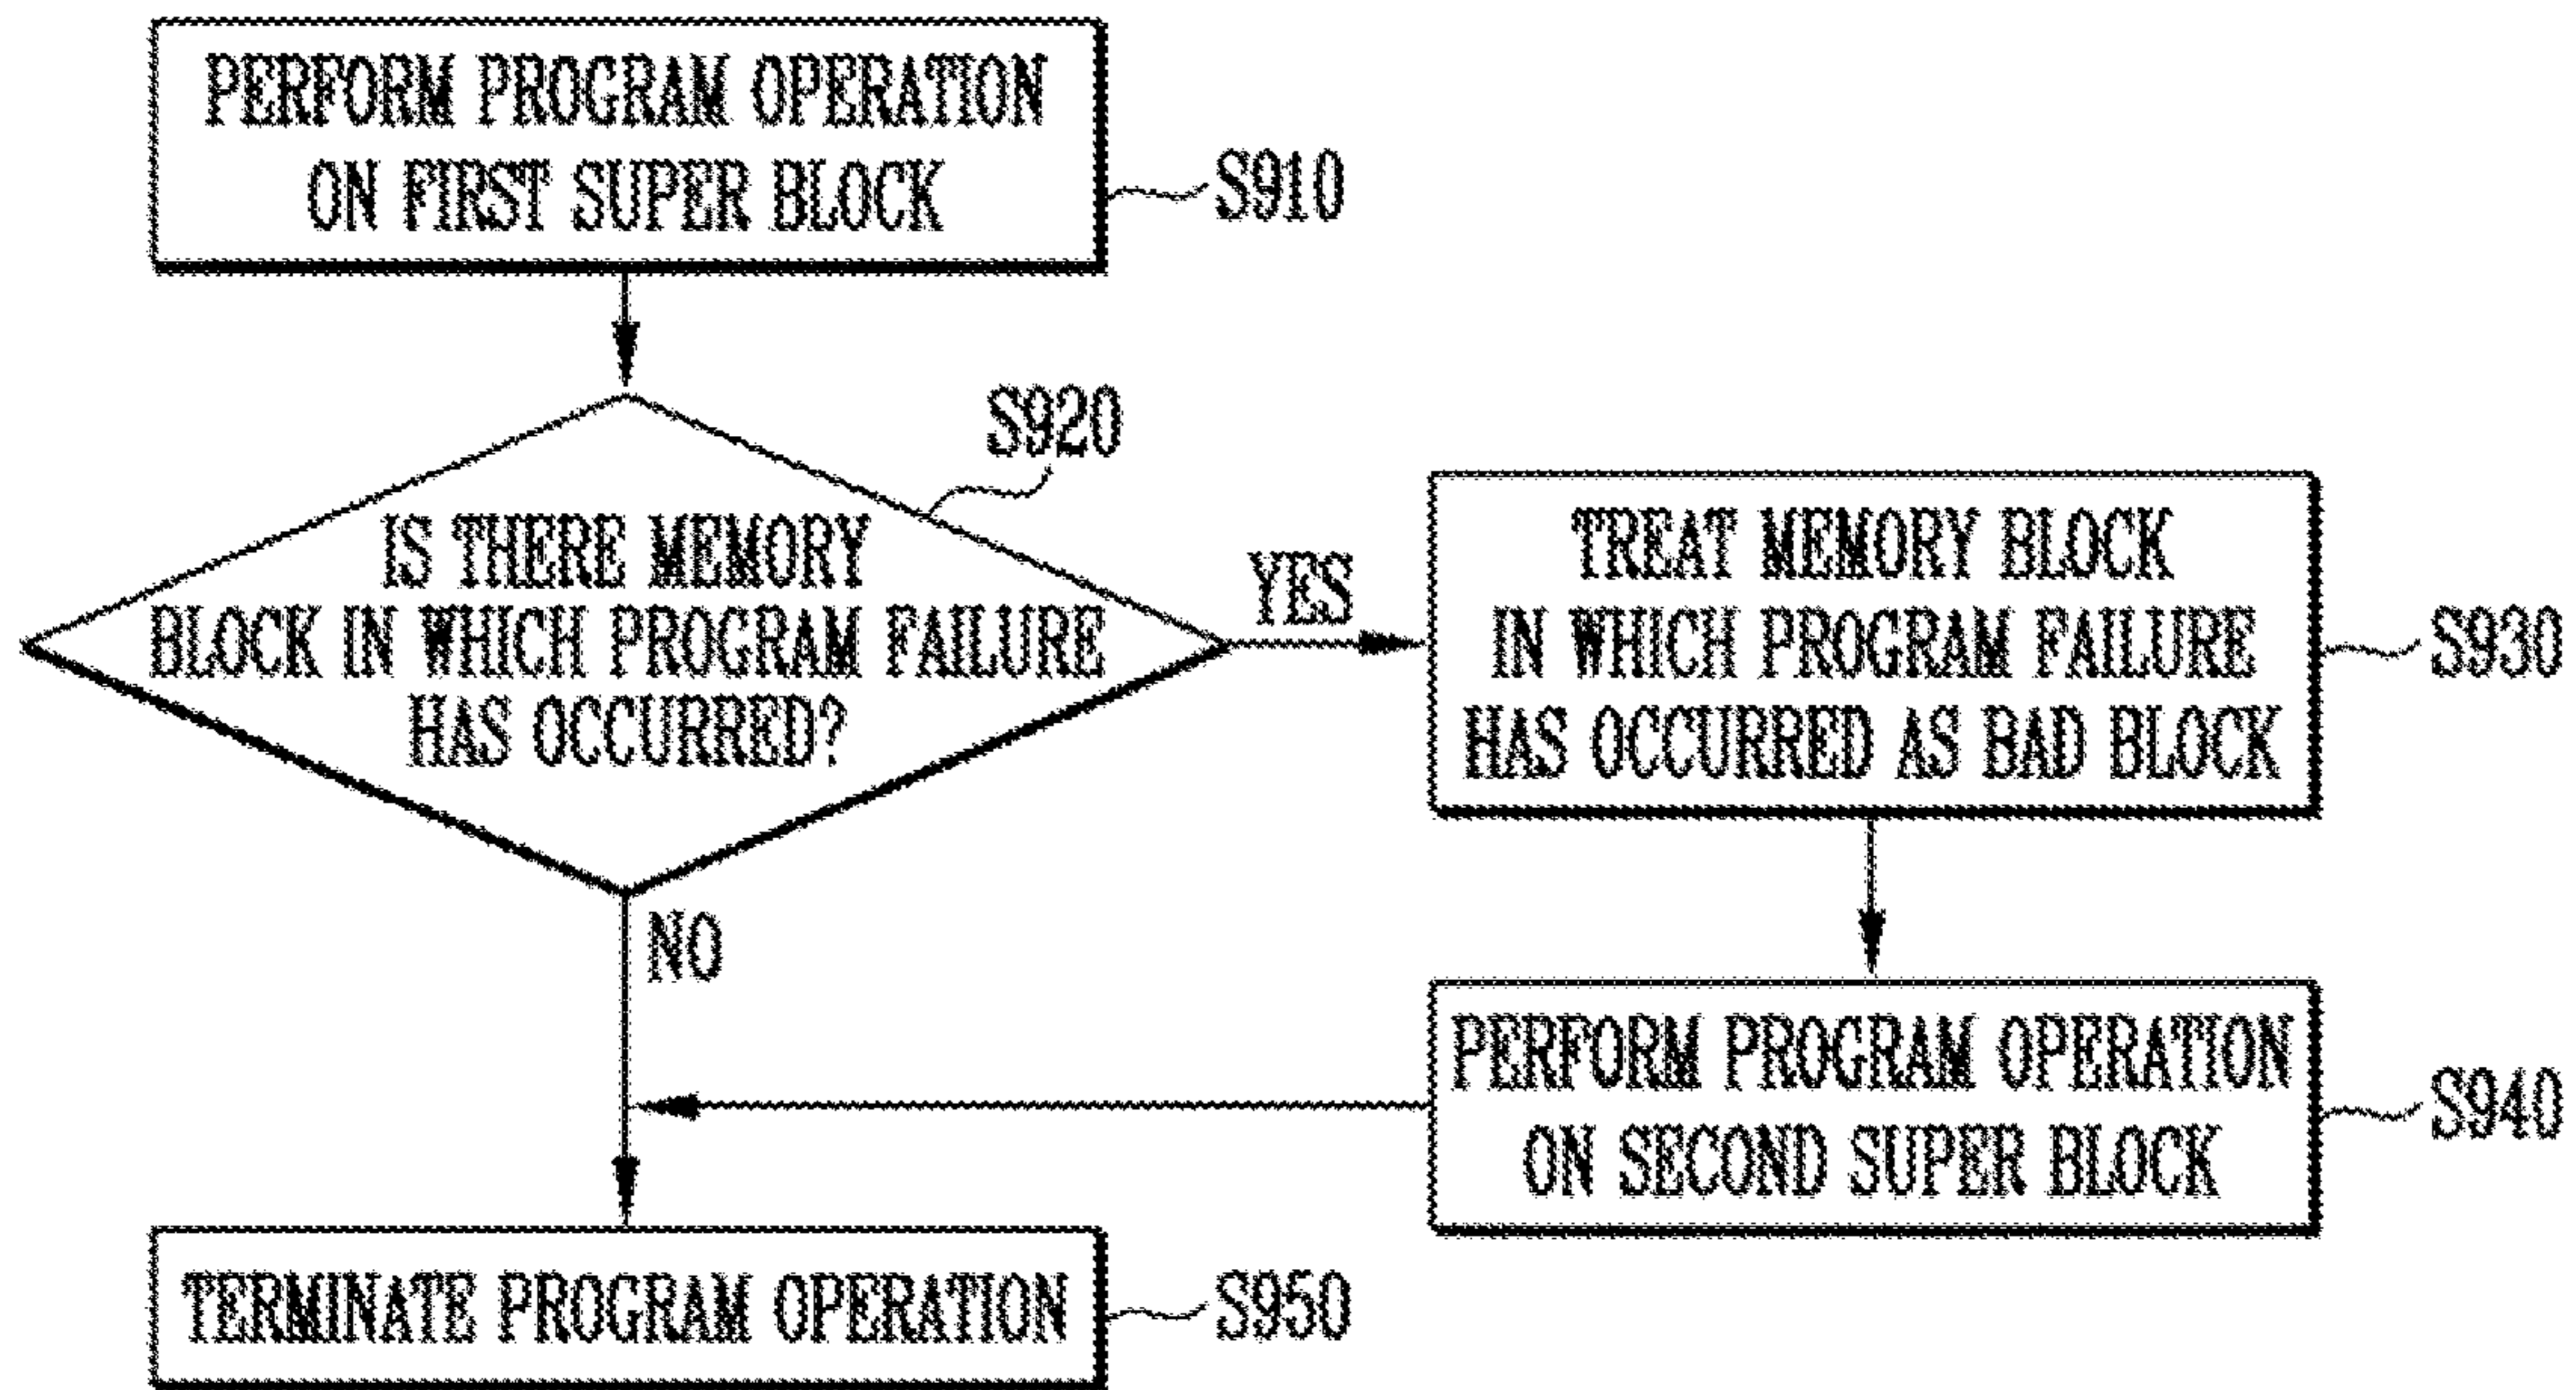 PERFORM PROGRAM OPERATION
ON FIRST SUPER BLOCK
S910
S920
IS THERE MEMORY
BLOCK IN WHICH PROGRAM FAILURE
HAS OCCURRED?
YES
NO
TREAT MEMORY BLOCK
IN WHICH PROGRAM FAILURE
HAS OCCURRED AS BAD BLOCK
S930
PERFORM PROGRAM OPERATION
ON SECOND SUPER BLOCK
S940
TERMINATE PROGRAM OPERATION
S950